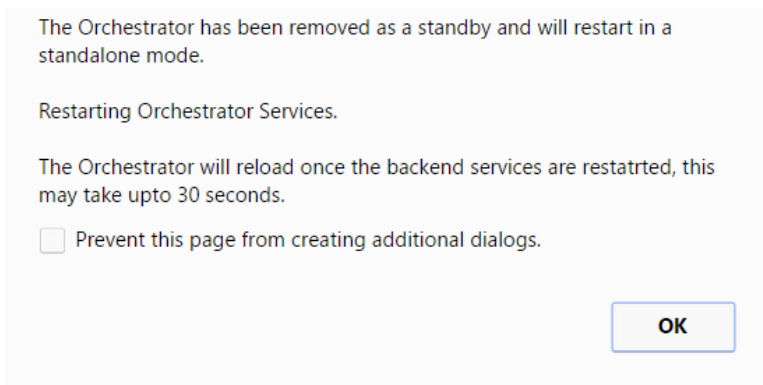 The Orchestrator has been removed as a standby and will restart in a
standalone mode.
Restarting Orchestrator Services.
The Orchestrator will reload once the backend services are restatrted, this
may take upto 30 seconds.
Prevent this page from creating additional dialogs.
OK